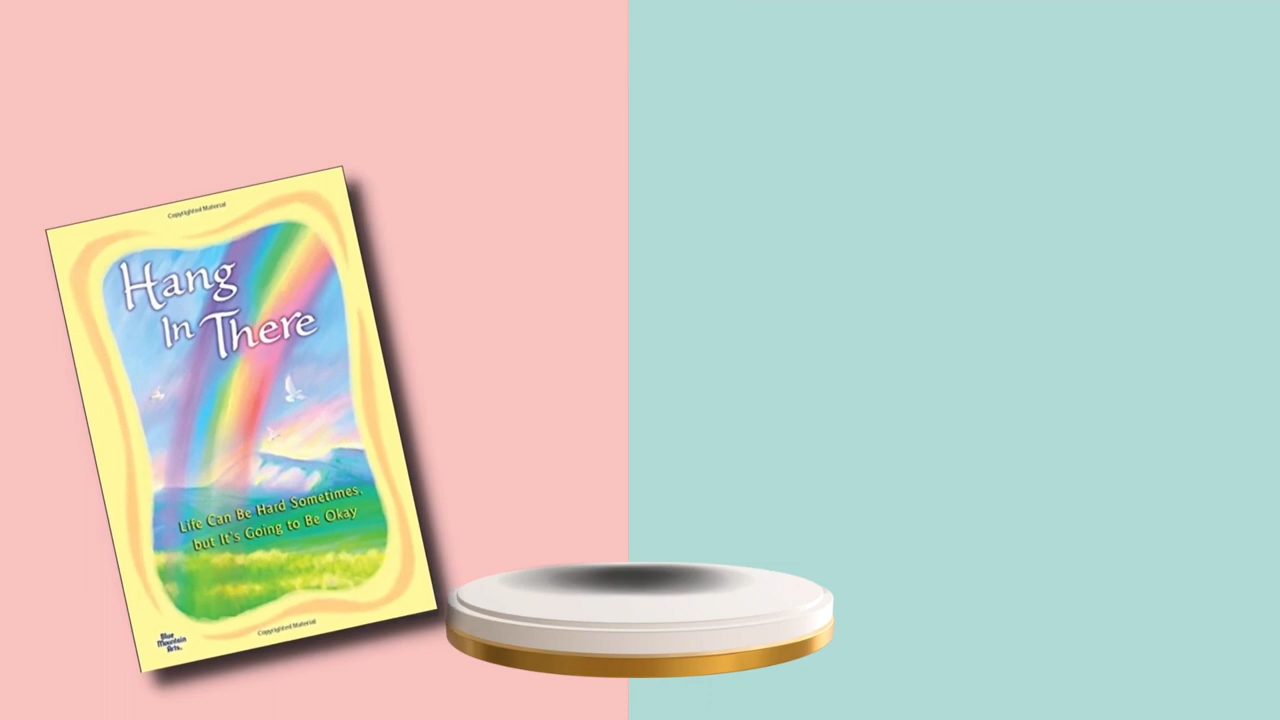 Copyrighted Material
Hang
In There
Life Can Be Hard Sometimes,
but It's Going to Be Okay
Blue
Mountain
Arts.
Copyrighted Material